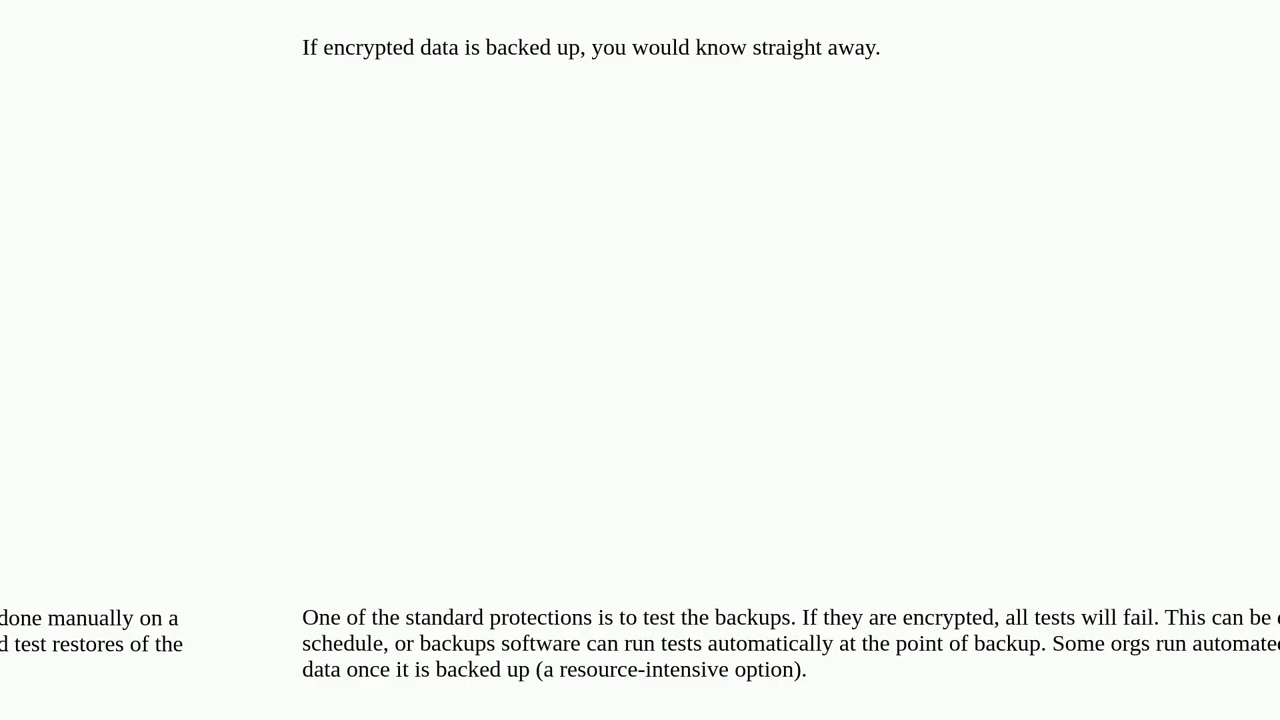 If encrypted data is backed up, you would know straight away.
done manually on a
test restores of the
One of the standard protections is to test the backups. If they are encrypted, all tests will fail. This can be
schedule, or backups software can run tests automatically at the point of backup. Some orgs run
data once it is backed up (a resource-intensive option).